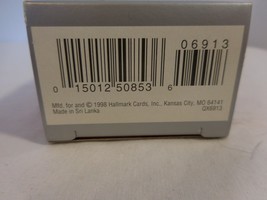 06913
0 15012 50853 6
Mfd. for and © 1998 Hallmark Cards, Inc., Kansas City, MO 64141
Made in Sri Lanka QX6913